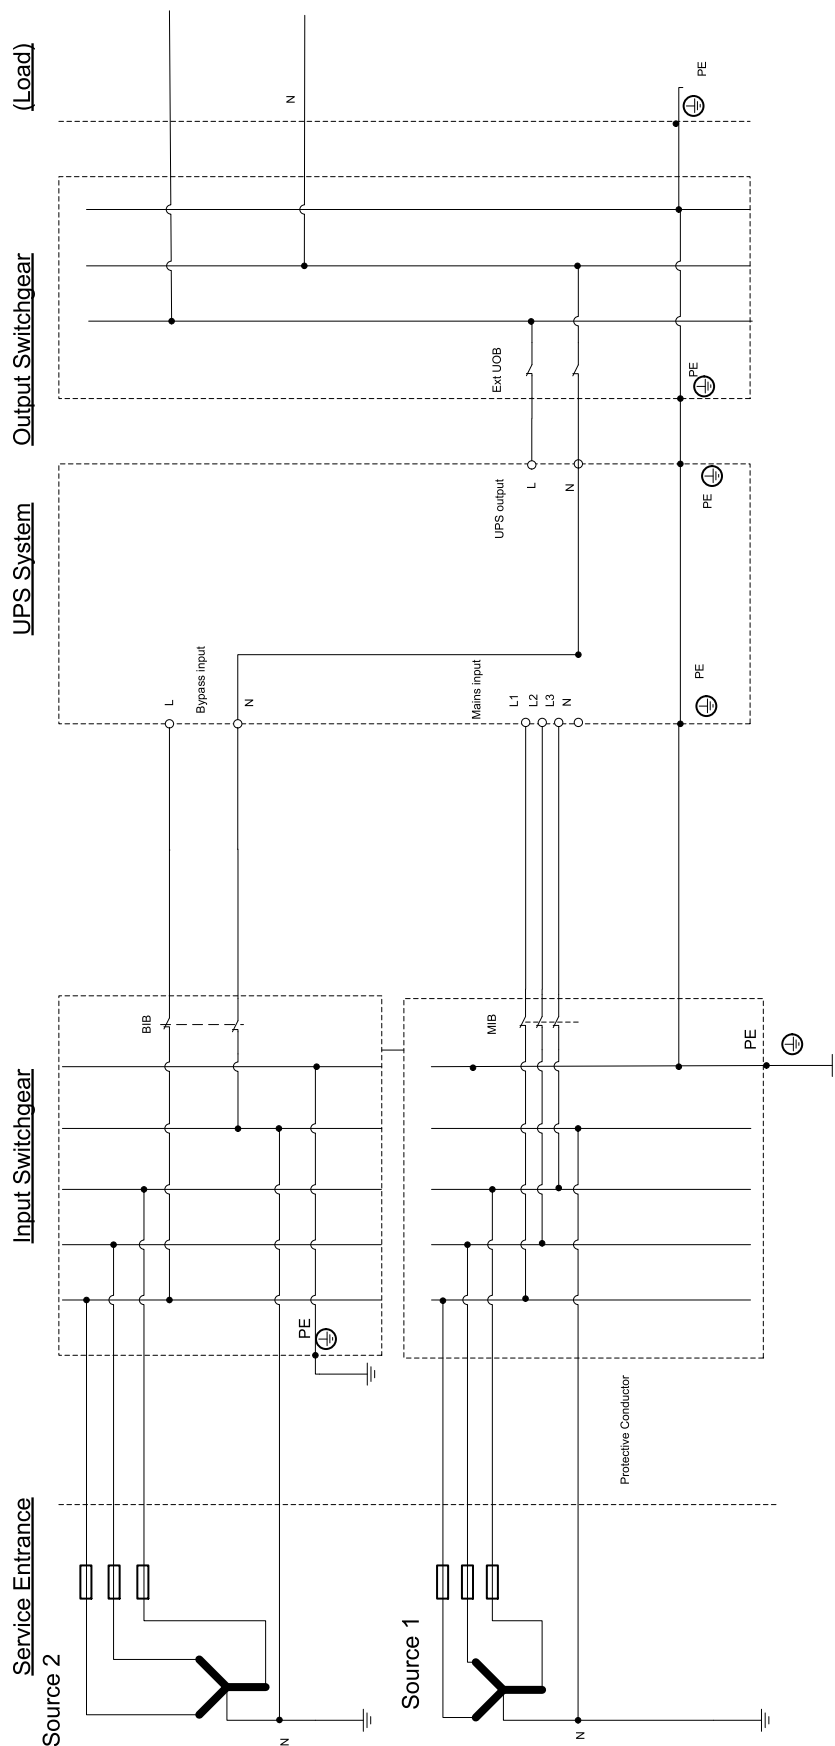 Service Entrance
Input Switchgear
UPS System
Output Switchgear
(Load)
Source 2
N
PE
BIB
L
Bypass input
N
N
Source 1
N
Protective Conductor
MIB
PE
Mains input
L1
L2
L3
N
PE
UPS output
L
N
PE
Ext UOB
PE
PE